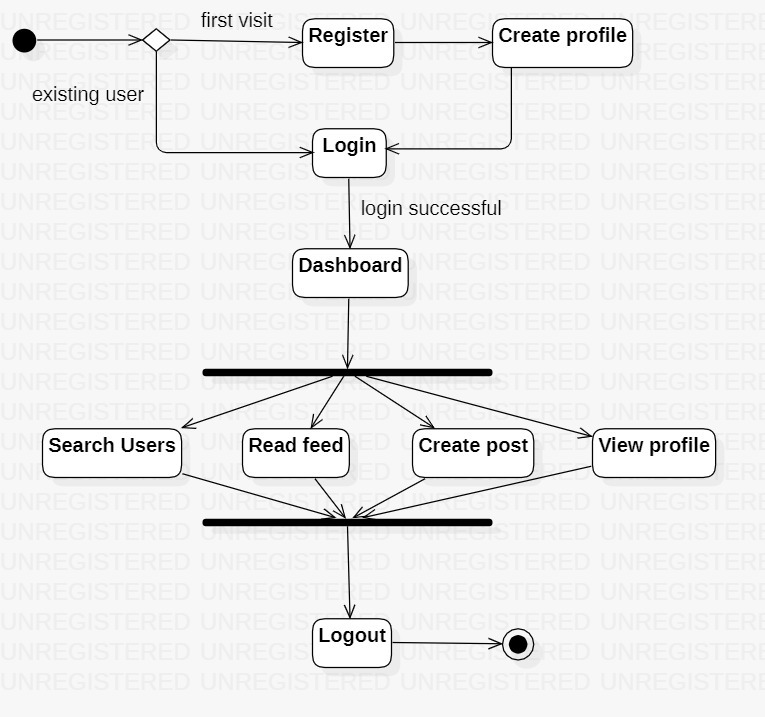 first visit
Register
Create profile
existing user
Login
login successful
Dashboard
Search Users
Read feed
Create post
View profile
Logout
UNREGISTERED